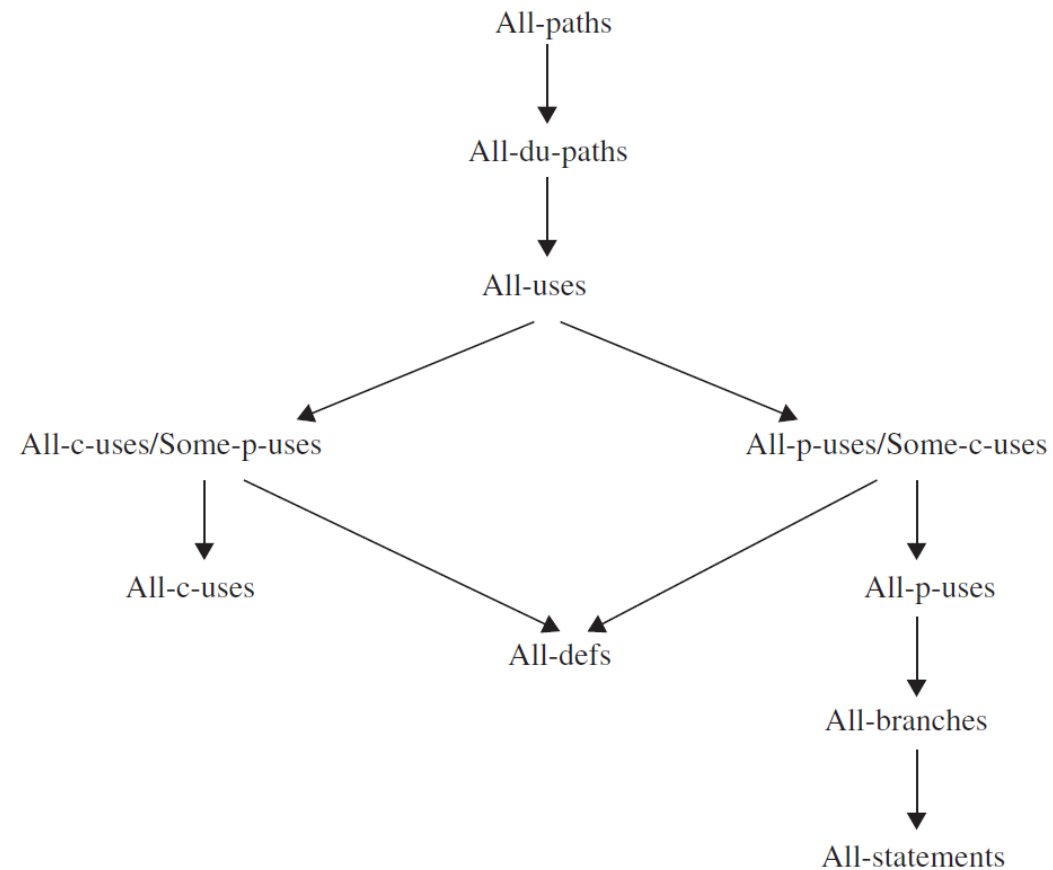 All-paths
All-du-paths
All-uses
All-c-uses/Some-p-uses
All-p-uses/Some-c-uses
All-c-uses
All-p-uses
All-defs
All-branches
All-statements